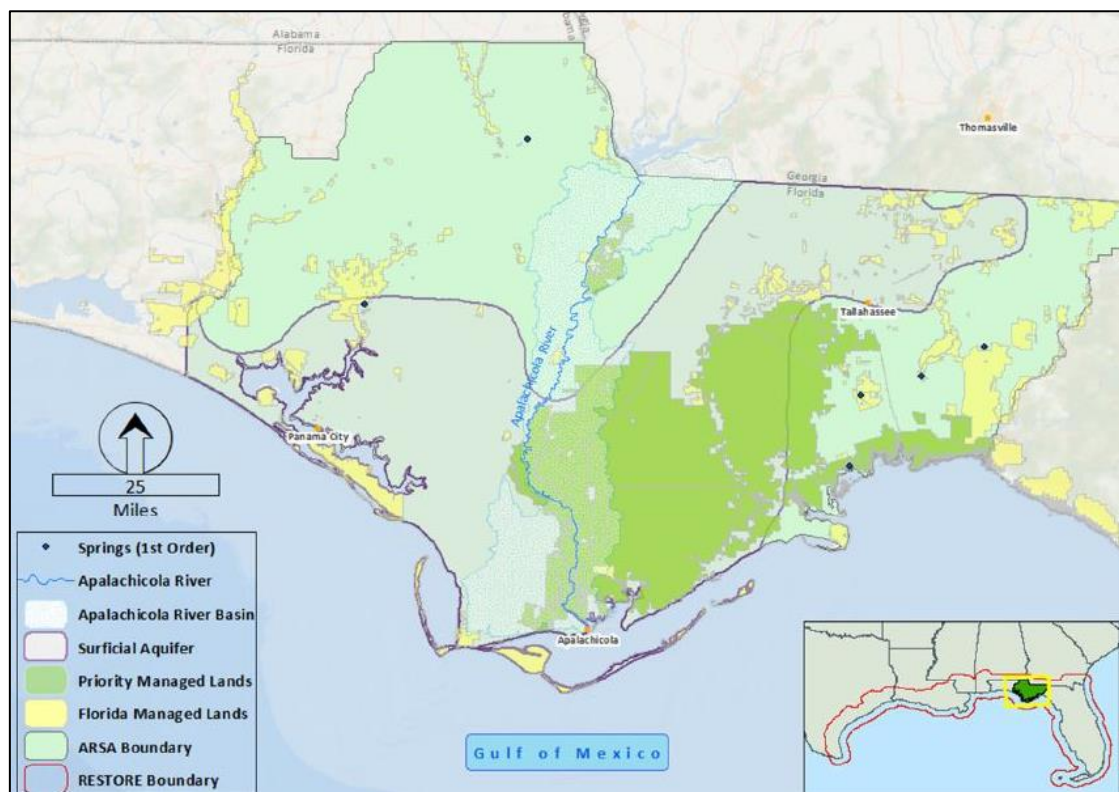 Alabama
Florida
Thomasville
Georgia
Florida
Tallahassee
Apalachicola River
Panama City
25
Miles
Apalachicola
Springs (1st Order)
Apalachicola River
Apalachicola River Basin
Surficial Aquifer
Priority Managed Lands
Florida Managed Lands
ARSA Boundary
RESTORE Boundary
Gulf of Mexico